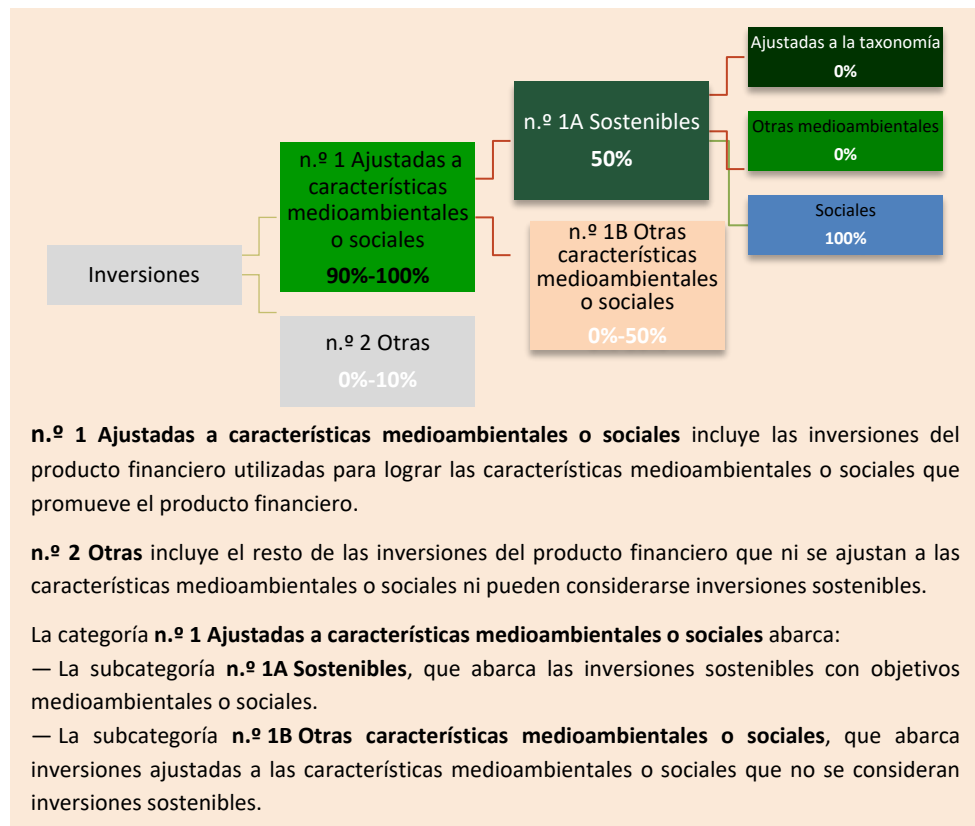 Ajustadas a la taxonomía
0%
n.º 1A Sostenibles
50%
Otras medioambientales
0%
n.º 1 Ajustadas a
características
medioambientales
o sociales
90%-100%
Sociales
100%
n.º 1B Otras
características
medioambientales
o sociales
0%-50%
Inversiones
n.º 2 Otras
0%-10%
n.º 1 Ajustadas a características medioambientales o sociales incluye las inversiones del
producto financiero utilizadas para lograr las características medioambientales o sociales que
promueve el producto financiero.
n.º 2 Otras incluye el resto de las inversiones del producto financiero que ni se ajustan a las
características medioambientales o sociales ni pueden considerarse inversiones sostenibles.
La categoría n.º 1 Ajustadas a características medioambientales o sociales abarca:
— La subcategoría n.º 1A Sostenibles, que abarca las inversiones sostenibles con objetivos
medioambientales o sociales.
— La subcategoría n.º 1B Otras características medioambientales o sociales, que abarca
inversiones ajustadas a las características medioambientales o sociales que no se consideran
inversiones sostenibles.